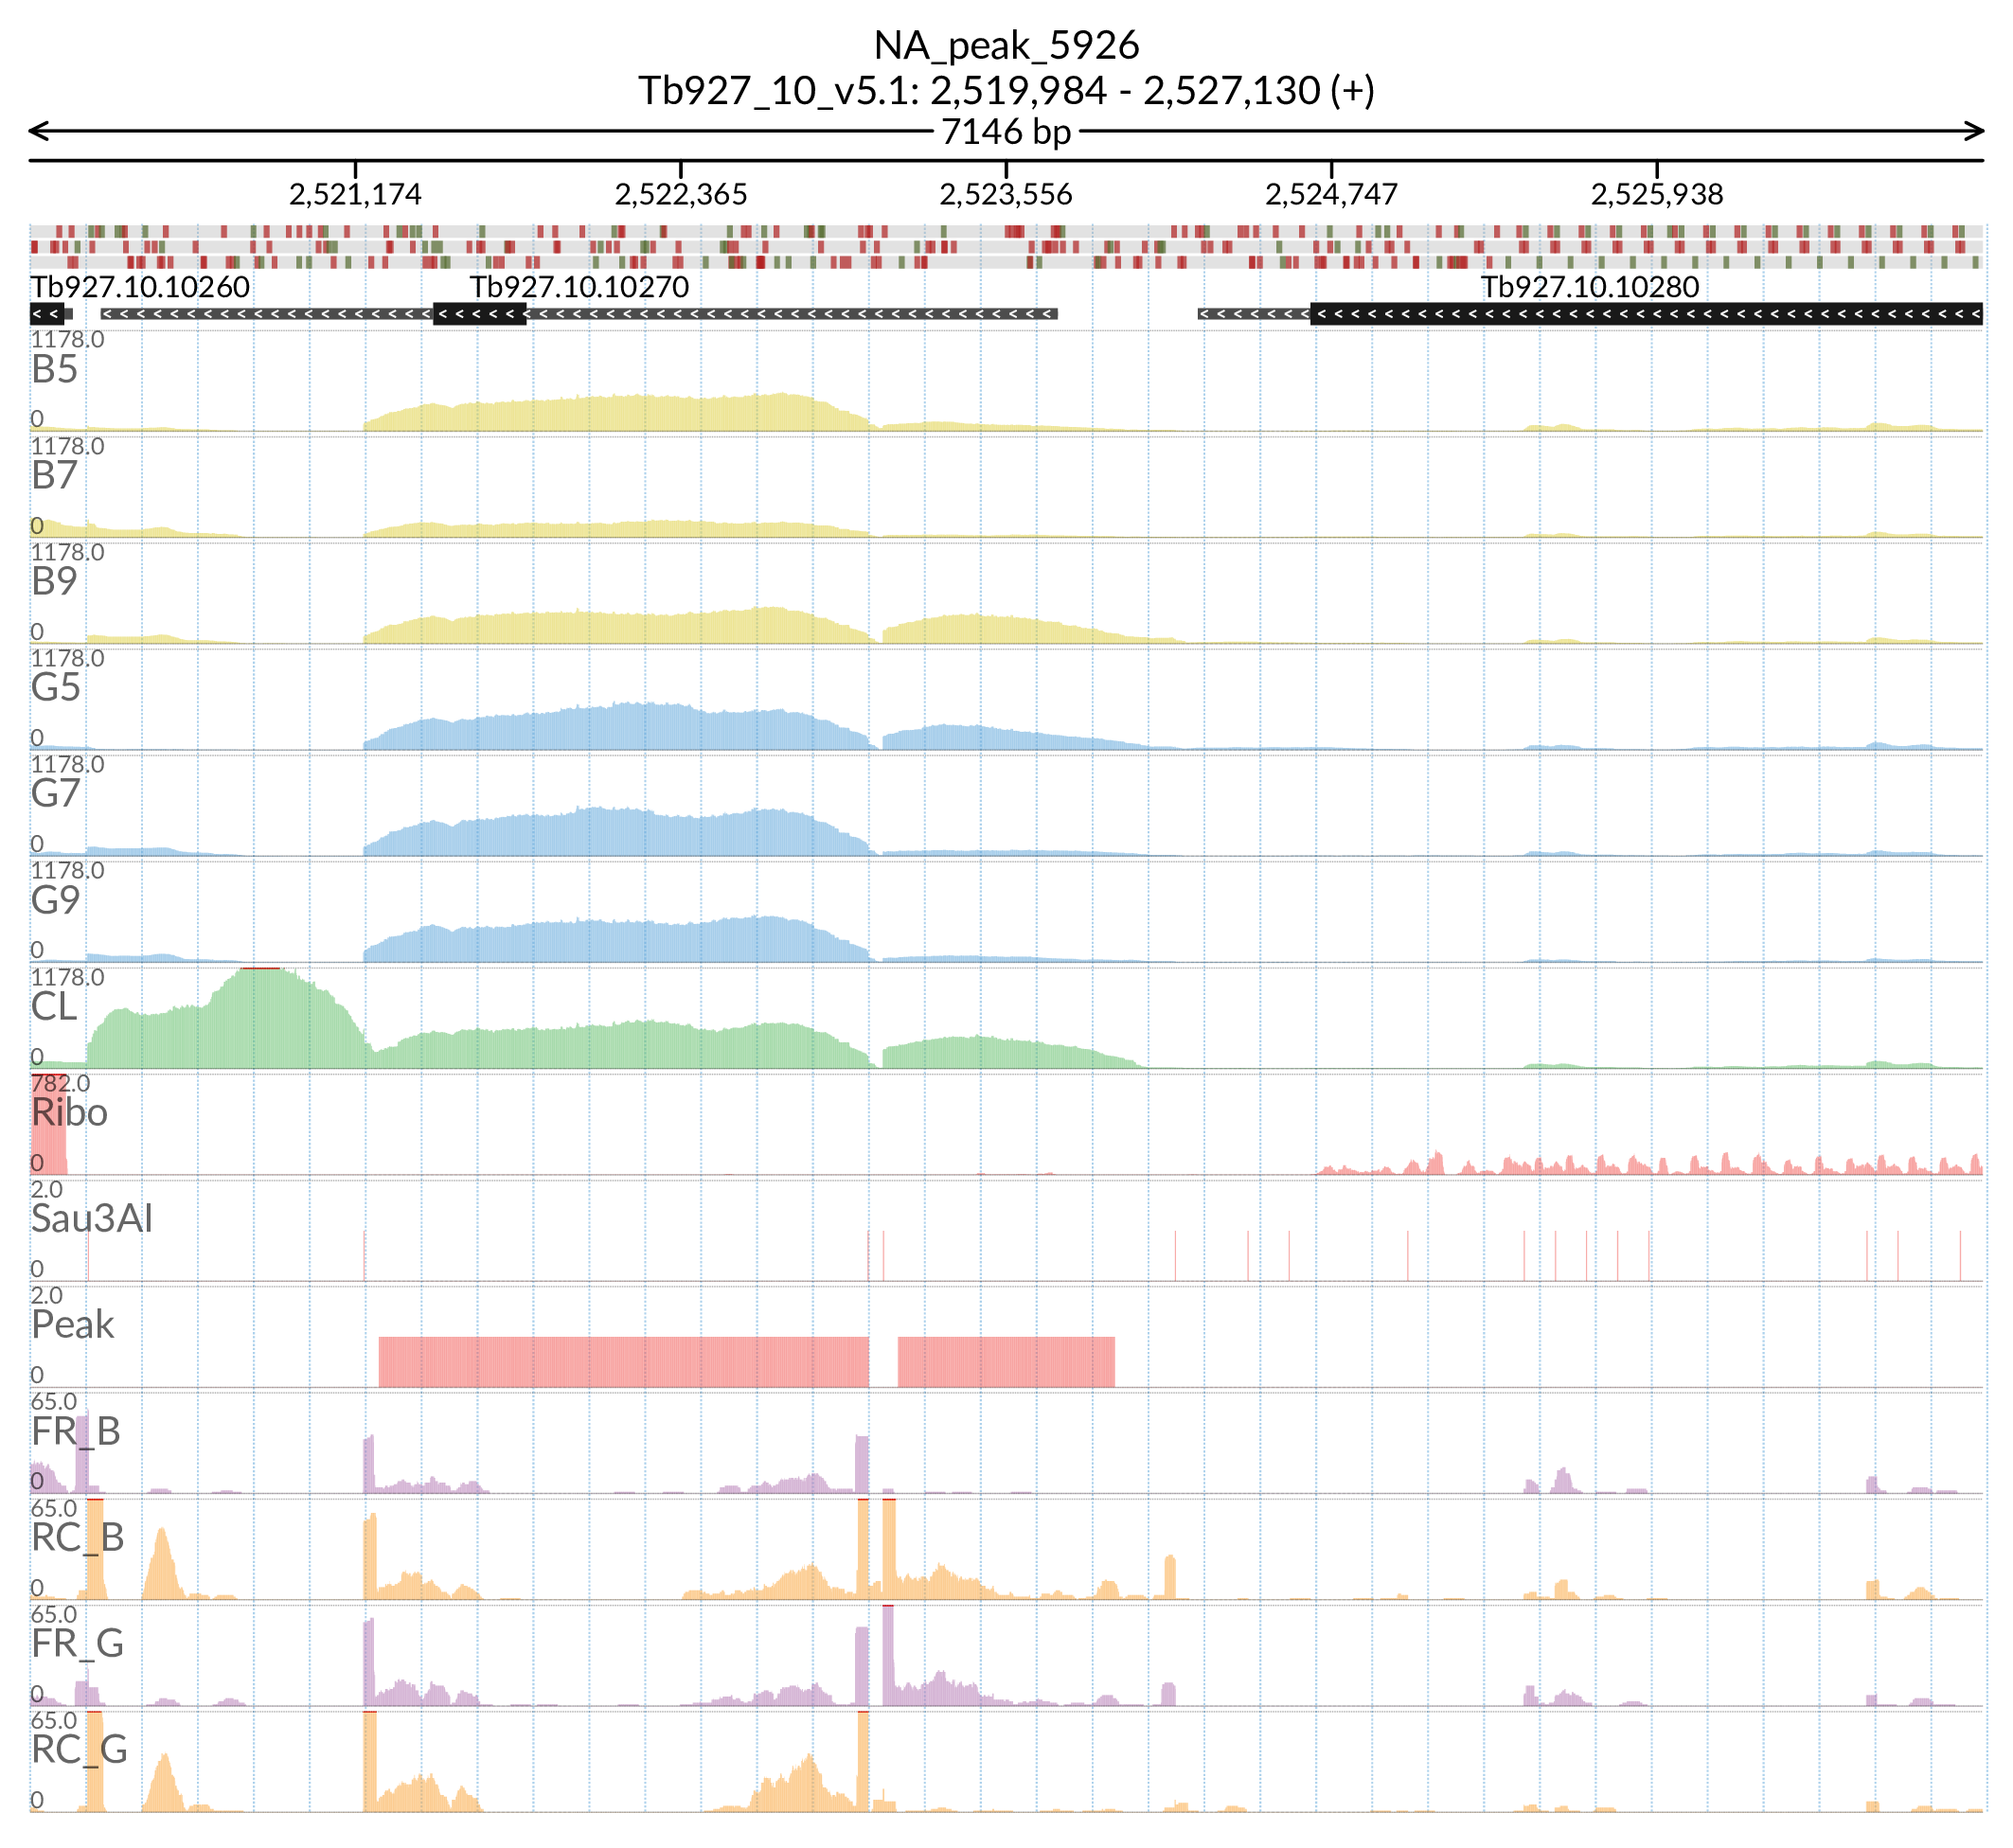 NA_peak_5926
Tb927_10_v5.1: 2,519,984 - 2,527,130 (+)
7146 bp
2,521,174 2,522,365 2,523,556 2,524,747 2,525,938
Tb927.10.10260 Tb927.10.10270 Tb927.10.10280
1178.0
B5
0
1178.0
B7
0
1178.0
B9
0
1178.0
G5
0
1178.0
G7
0
1178.0
G9
0
1178.0
CL
0
782.0
Ribo
0
2.0
Sau3AI
0
2.0
Peak
0
65.0
FR_B
0
65.0
RC_B
0
65.0
FR_G
0
65.0
RC_G
0